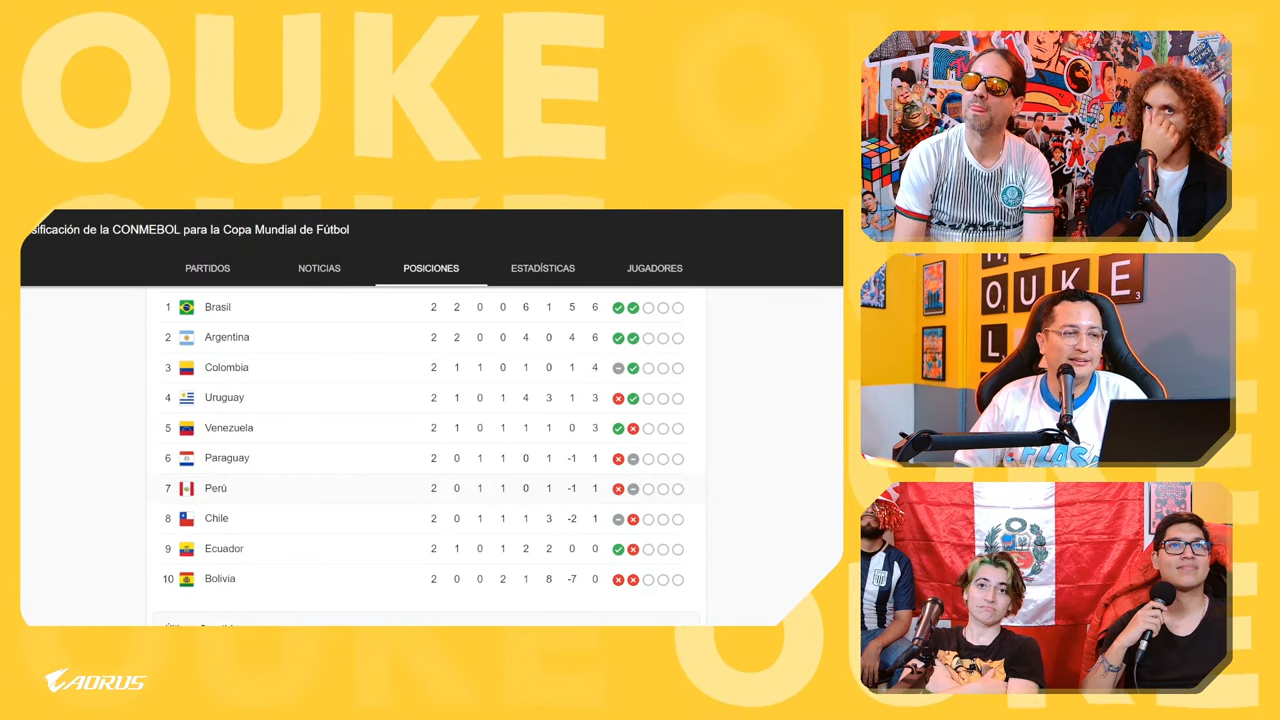 OUKE OUKE
sificación de la CONMEBOL para la Copa Mundial de Fútbol
PARTIDOS NOTICIAS POSICIONES ESTADÍSTICAS JUGADORES
1 Brasil 2 2 0 0 6 1 5 6
2 Argentina 2 2 0 0 4 0 4 6
3 Colombia 2 1 1 0 1 0 1 4
4 Uruguay 2 1 0 1 4 3 1 3
5 Venezuela 2 1 0 1 1 1 0 3
6 Paraguay 2 0 1 1 0 1 -1 1
7 Perú 2 0 1 1 0 1 -1 1
8 Chile 2 0 1 1 1 3 -2 1
9 Ecuador 2 1 0 1 2 2 0 0
10 Bolivia 2 0 0 2 1 8 -7 0
AORUS
MTV
OUKE
L